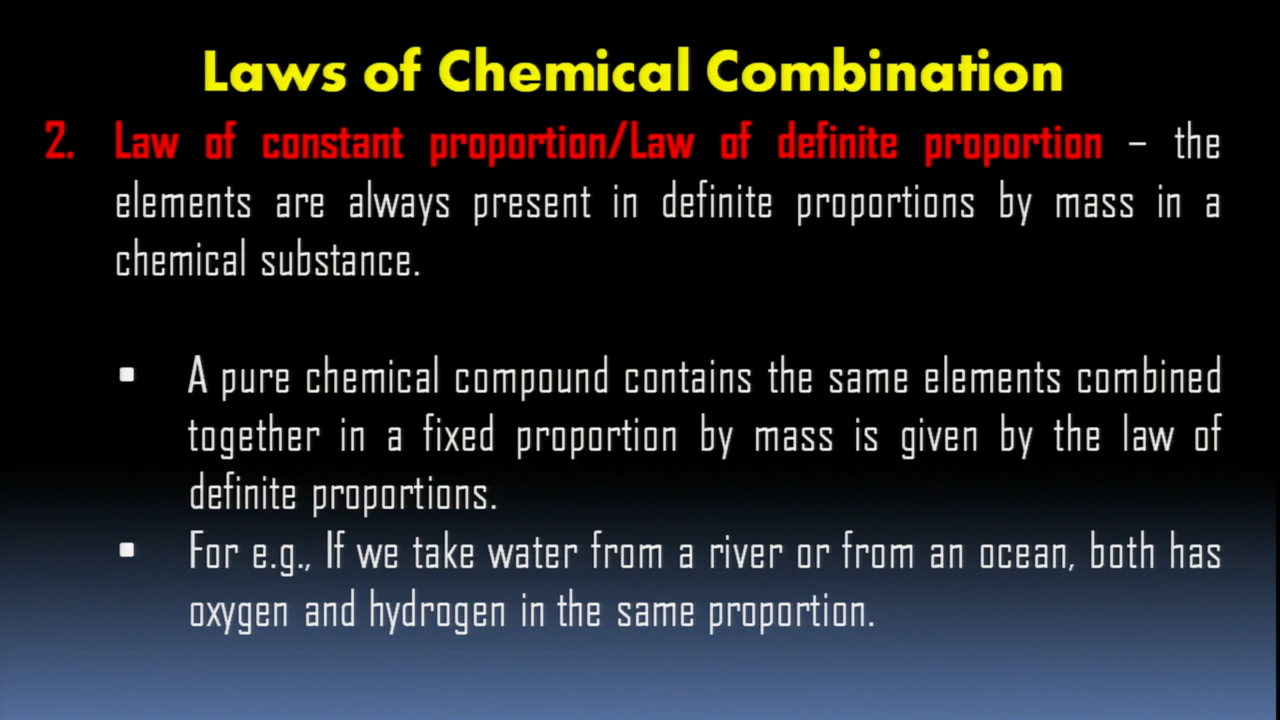 Laws of Chemical Combination
2. Law of constant proportion/Law of definite proportion – the
elements are always present in definite proportions by mass in a
chemical substance.
▪ A pure chemical compound contains the same elements combined
together in a fixed proportion by mass is given by the law of
definite proportions.
▪ For e.g., If we take water from a river or from an ocean, both has
oxygen and hydrogen in the same proportion.